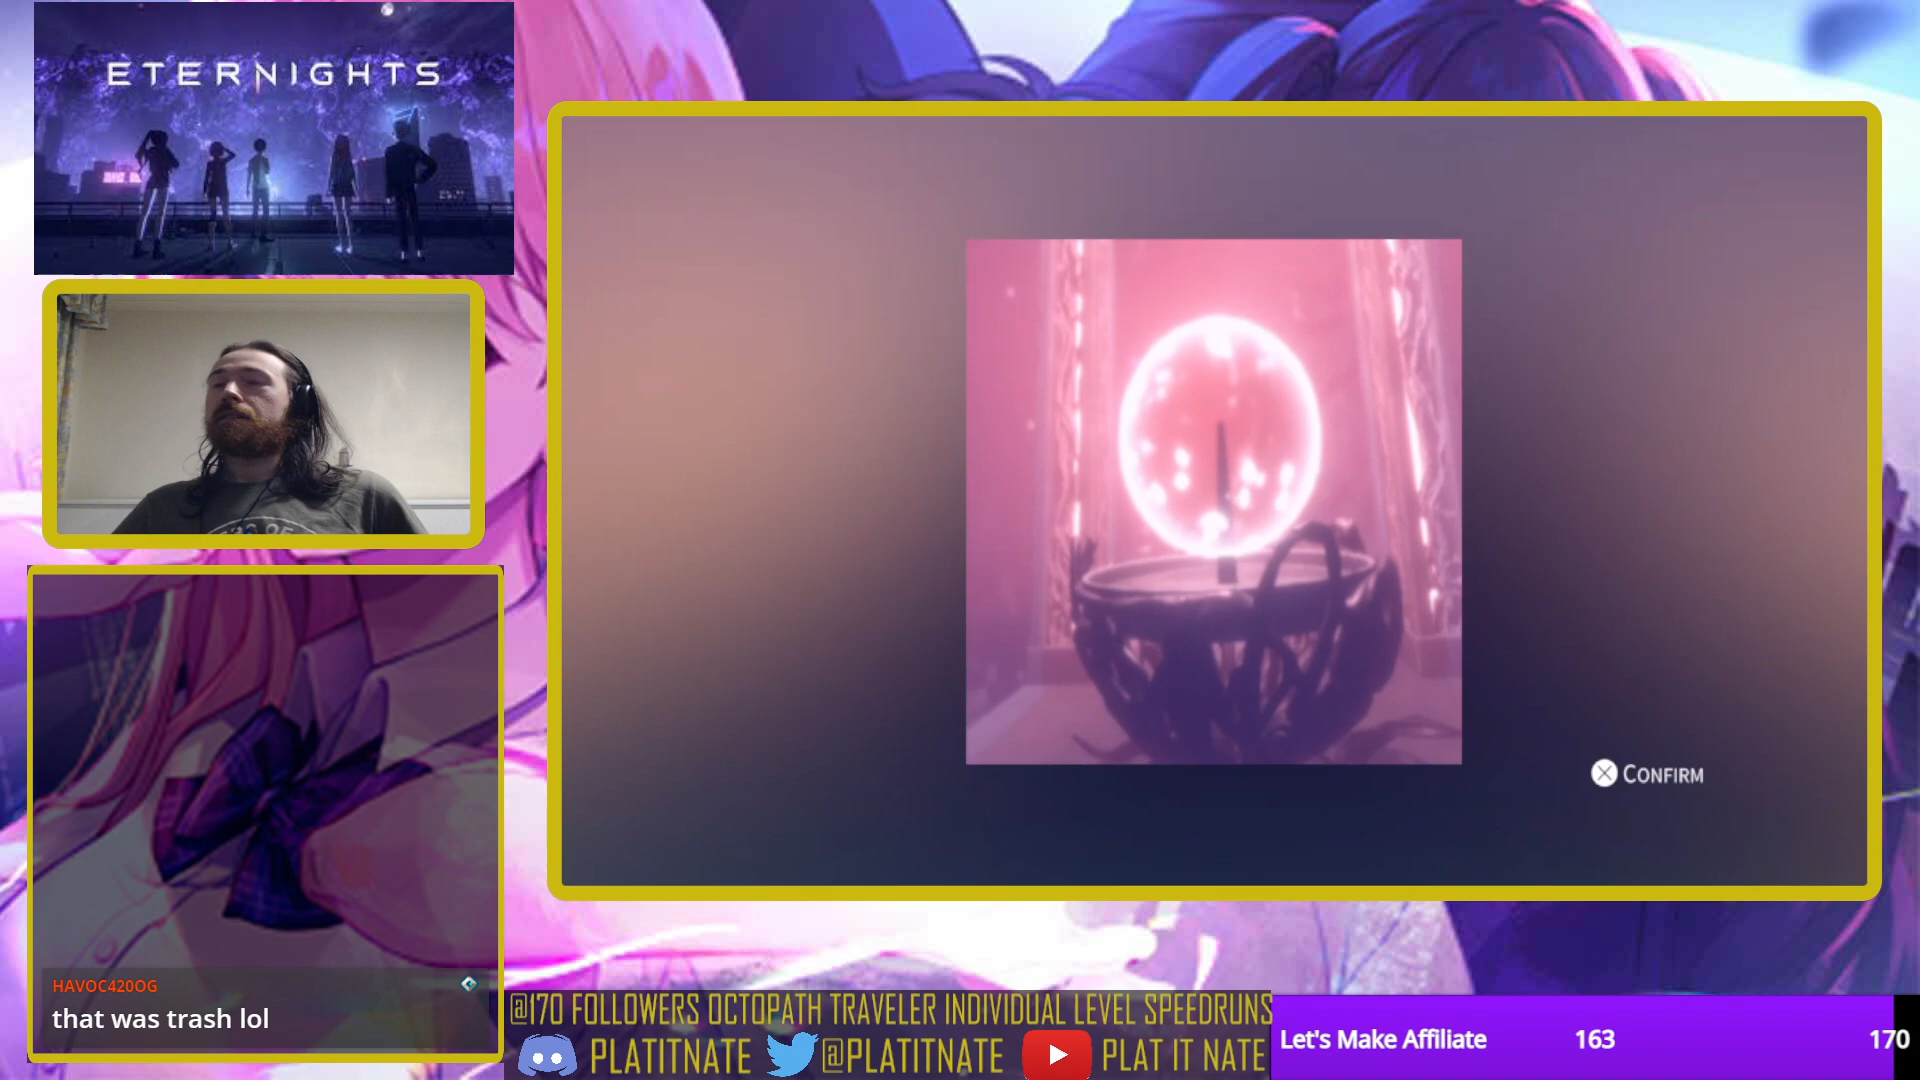 ETERNIGHTS
CONFIRM
HAVOC420OG
that was trash lol
@170 FOLLOWERS OCTOPATH TRAVELER INDIVIDUAL LEVEL SPEEDRUNS
PLATITNATE @PLATITNATE PLAT IT NATE
Let's Make Affiliate 163 170